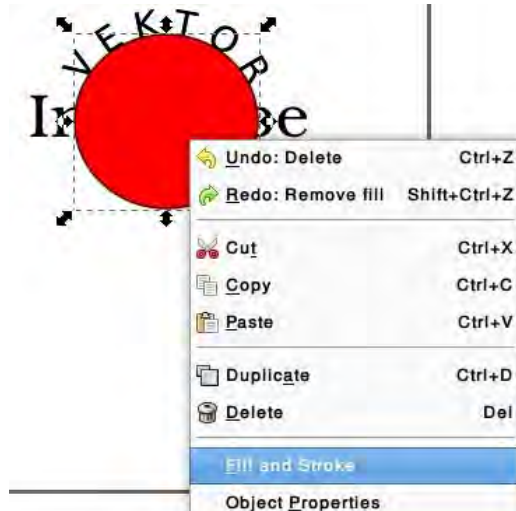 VEKTOR
Undo: Delete Ctrl+Z
Redo: Remove fill Shift+Ctrl+Z
Cut Ctrl+X
Copy Ctrl+C
Paste Ctrl+V
Duplicate Ctrl+D
Delete Del
Fill and Stroke
Object Properties